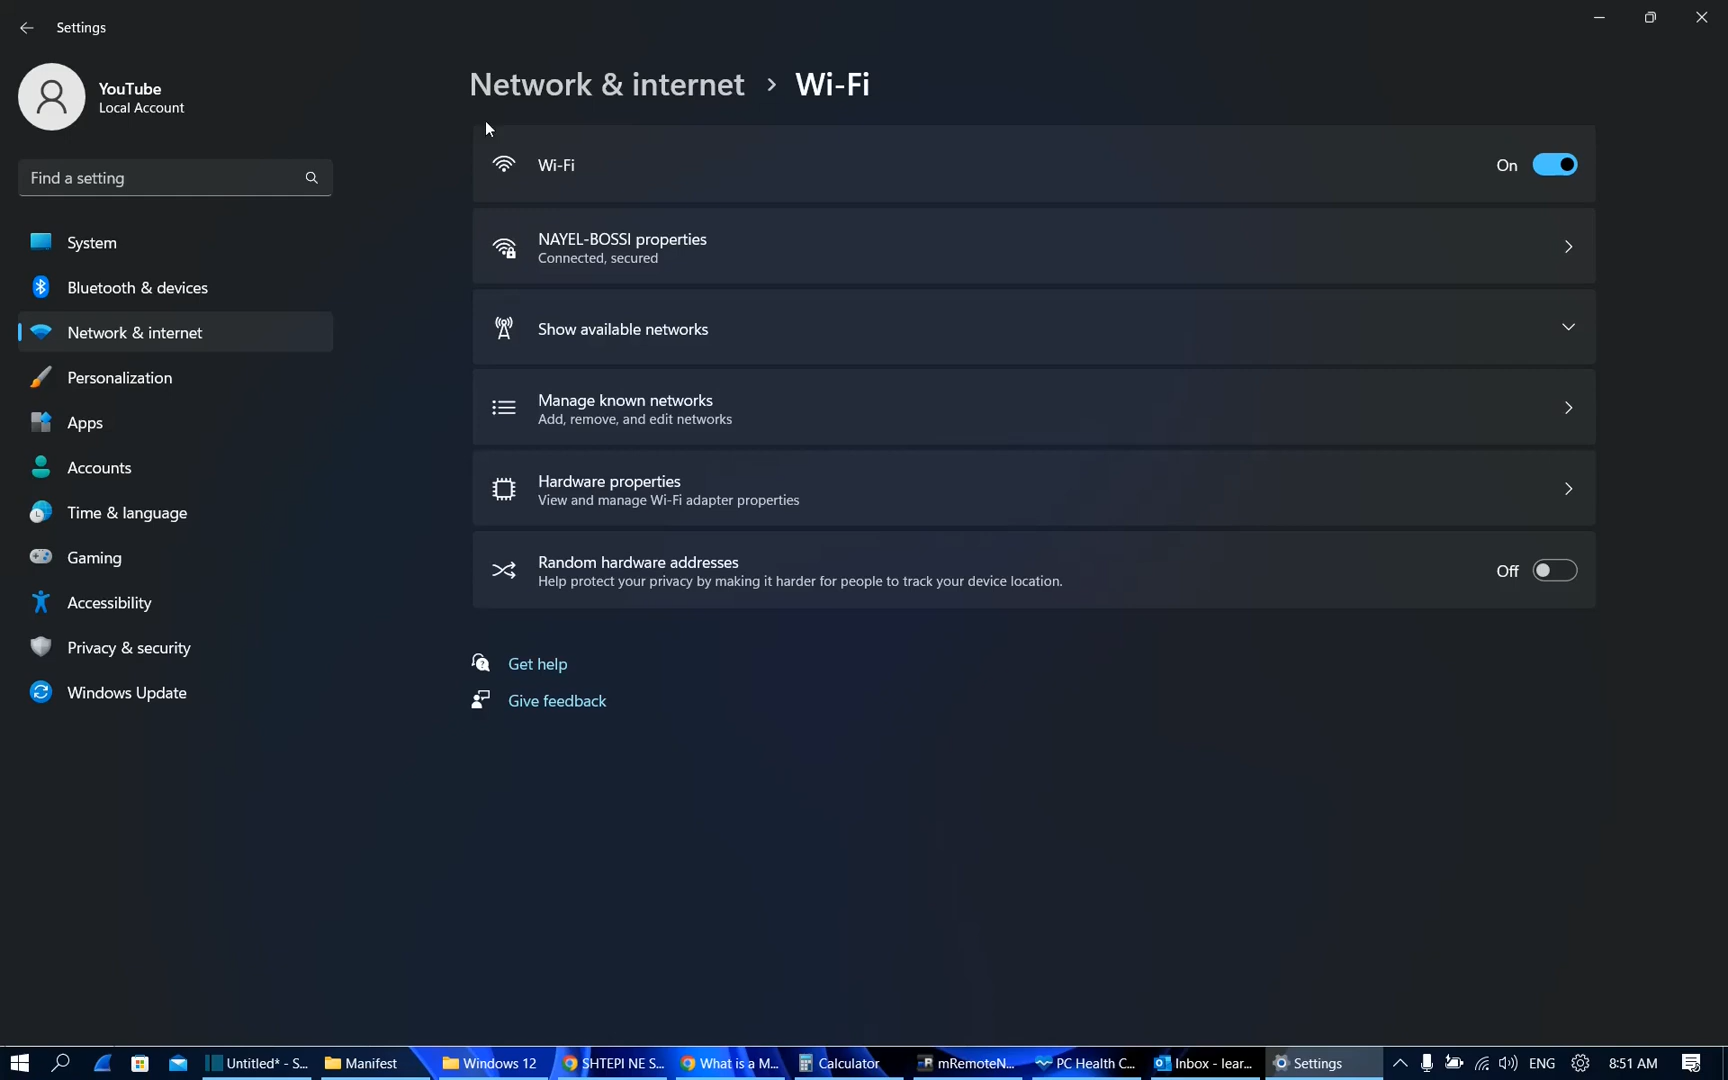 Settings
YouTube
Local Account
Find a setting
System
Bluetooth & devices
Network & internet
Personalization
Apps
Accounts
Time & language
Gaming
Accessibility
Privacy & security
Windows Update
Network & internet > Wi-Fi
Wi-Fi
On
NAYEL-BOSSI properties
Connected, secured
Show available networks
Manage known networks
Add, remove, and edit networks
Hardware properties
View and manage Wi-Fi adapter properties
Random hardware addresses
Help protect your privacy by making it harder for people to track your device location.
Off
Get help
Give feedback
Untitled* - S... Manifest Windows 12 SHTEPI NE S... What is a M... Calculator mRemoteN... PC Health C... Inbox - lear... Settings ENG 8:51 AM